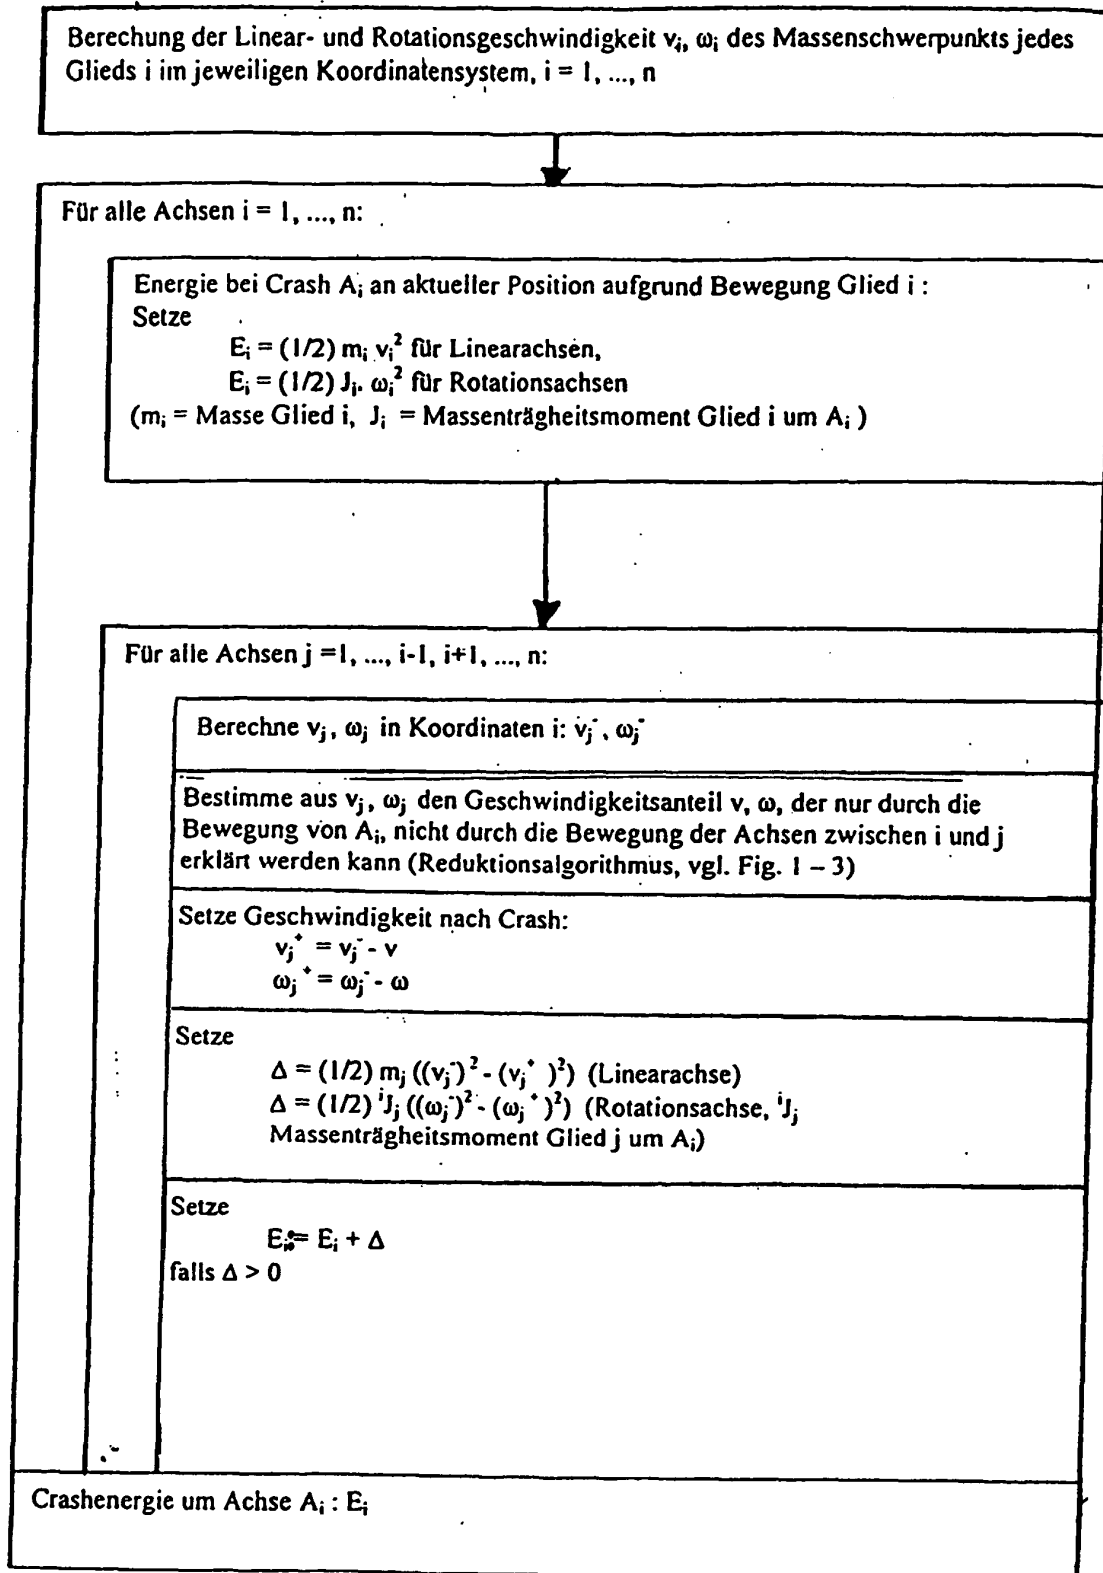 Berechung der Linear- und Rotationsgeschwindigkeit vᵢ, ωᵢ des Massenschwerpunkts jedes
Glieds i im jeweiligen Koordinatensystem, i = 1, ..., n
Für alle Achsen i = 1, ..., n:
Energie bei Crash Aᵢ an aktueller Position aufgrund Bewegung Glied i :
Setze
Eᵢ = (1/2) mᵢ vᵢ² für Linearachsen,
Eᵢ = (1/2) Jᵢ. ωᵢ² für Rotationsachsen
(mᵢ = Masse Glied i, Jᵢ = Massenträgheitsmoment Glied i um Aᵢ )
Für alle Achsen j =1, ..., i-1, i+1, ..., n:
Berechne vⱼ, ωⱼ in Koordinaten i: vⱼ⁻, ωⱼ⁻
Bestimme aus vⱼ, ωⱼ den Geschwindigkeitsanteil v, ω, der nur durch die
Bewegung von Aᵢ, nicht durch die Bewegung der Achsen zwischen i und j
erklärt werden kann (Reduktionsalgorithmus, vgl. Fig. 1 – 3)
Setze Geschwindigkeit nach Crash:
vⱼ⁺ = vⱼ⁻ - v
ωⱼ⁺ = ωⱼ⁻ - ω
Setze
Δ = (1/2) mⱼ ((vⱼ⁻)² - (vⱼ⁺)²) (Linearachse)
Δ = (1/2) ⁱJⱼ ((ωⱼ⁻)² - (ωⱼ⁺)²) (Rotationsachse, ⁱJⱼ
Massenträgheitsmoment Glied j um Aᵢ)
Setze
Eᵢ:= Eᵢ + Δ
falls Δ > 0
Crashenergie um Achse Aᵢ : Eᵢ